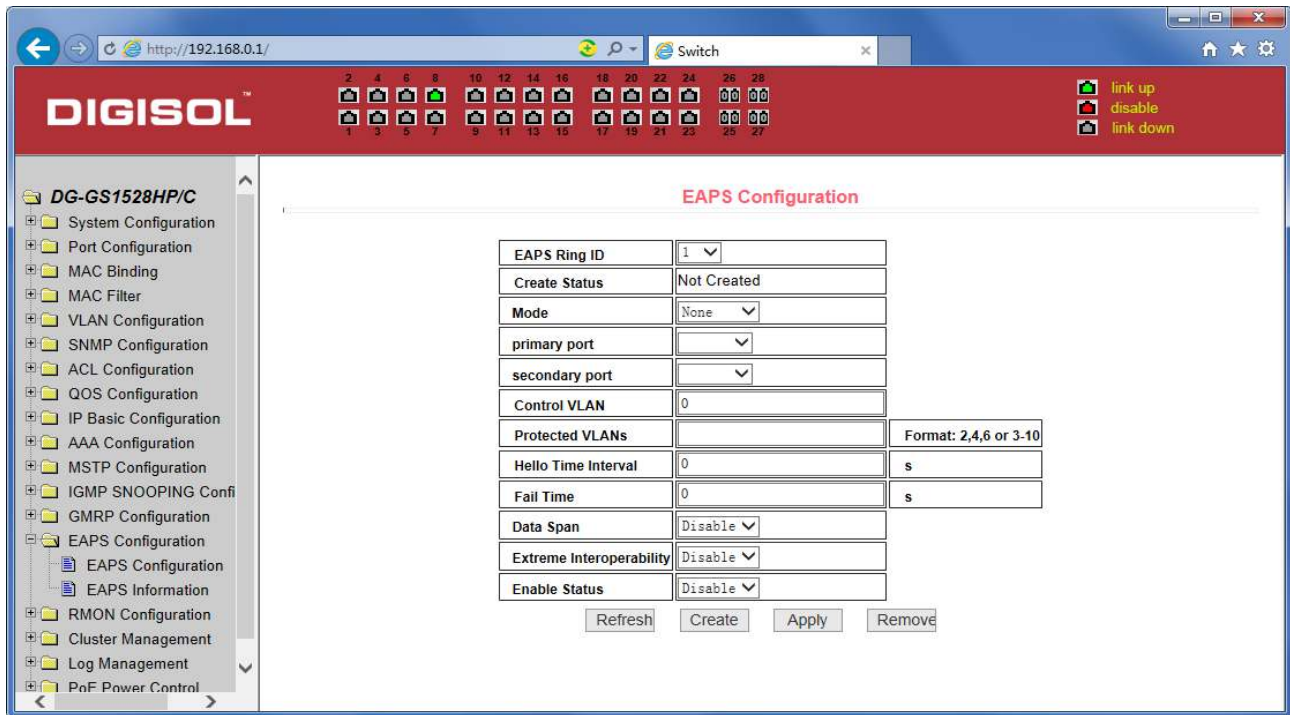 http://192.168.0.1/
Switch
DIGISOL™
2 4 6 8 10 12 14 16 18 20 22 24 26 28
1 3 5 7 9 11 13 15 17 19 21 23 25 27
link up
disable
link down
DG-GS1528HP/C
System Configuration
Port Configuration
MAC Binding
MAC Filter
VLAN Configuration
SNMP Configuration
ACL Configuration
QOS Configuration
IP Basic Configuration
AAA Configuration
MSTP Configuration
IGMP SNOOPING Confi
GMRP Configuration
EAPS Configuration
EAPS Configuration
EAPS Information
RMON Configuration
Cluster Management
Log Management
PoE Power Control
EAPS Configuration
EAPS Ring ID 1
Create Status Not Created
Mode None
primary port
secondary port
Control VLAN 0
Protected VLANs Format: 2,4,6 or 3-10
Hello Time Interval 0 s
Fail Time 0 s
Data Span Disable
Extreme Interoperability Disable
Enable Status Disable
Refresh Create Apply Remove